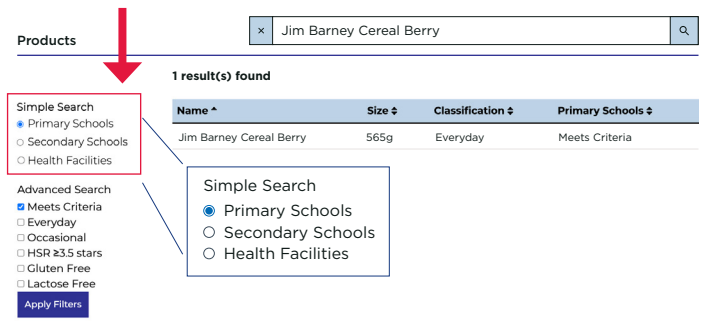 Products
× Jim Barney Cereal Berry
1 result(s) found
Simple Search
Primary Schools
Secondary Schools
Health Facilities
Name Size Classification Primary Schools
Jim Barney Cereal Berry 565g Everyday Meets Criteria
Simple Search
Primary Schools
Secondary Schools
Health Facilities
Advanced Search
Meets Criteria
Everyday
Occasional
HSR ≥3.5 stars
Gluten Free
Lactose Free
Apply Filters